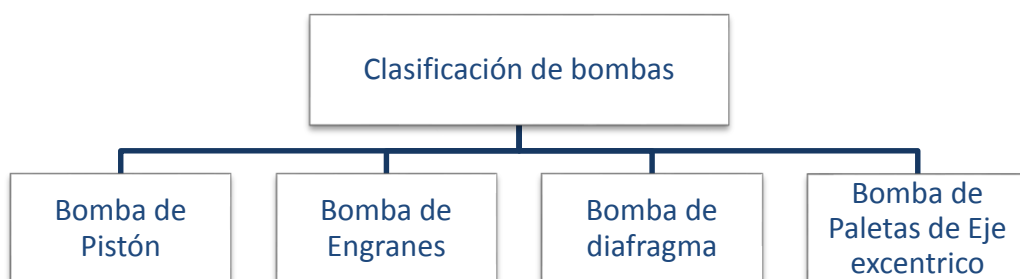 Clasificación de bombas
Bomba de
Pistón
Bomba de
Engranes
Bomba de
diafragma
Bomba de
Paletas de Eje
excentrico